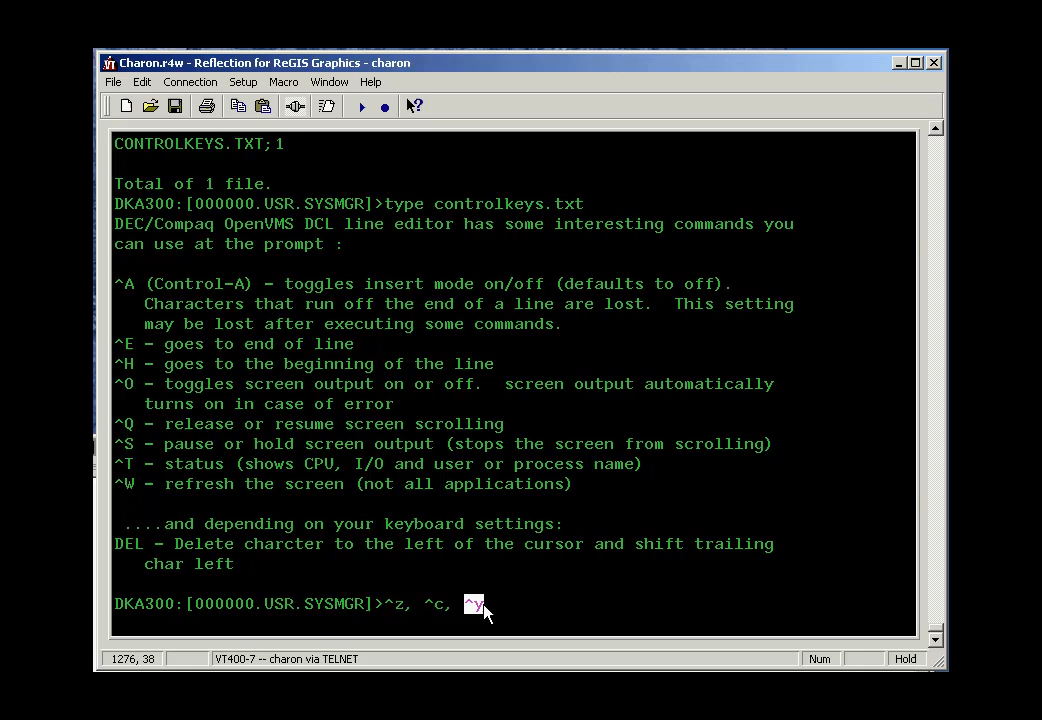 Charon.r4w - Reflection for ReGIS Graphics - charon
File Edit Connection Setup Macro Window Help
CONTROLKEYS.TXT;1
Total of 1 file.
DKA300:[000000.USR.SYSMGR]>type controlkeys.txt
DEC/Compaq OpenVMS DCL line editor has some interesting commands you
can use at the prompt :
^A (Control-A) - toggles insert mode on/off (defaults to off).
Characters that run off the end of a line are lost.  This setting
may be lost after executing some commands.
^E - goes to end of line
^H - goes to the beginning of the line
^O - toggles screen output on or off.  screen output automatically
turns on in case of error
^Q - release or resume screen scrolling
^S - pause or hold screen output (stops the screen from scrolling)
^T - status (shows CPU, I/O and user or process name)
^W - refresh the screen (not all applications)
....and depending on your keyboard settings:
DEL - Delete charcter to the left of the cursor and shift trailing
char left
DKA300:[000000.USR.SYSMGR]>^z, ^c, ^y
1276, 38 VT400-7 -- charon via TELNET Num Hold